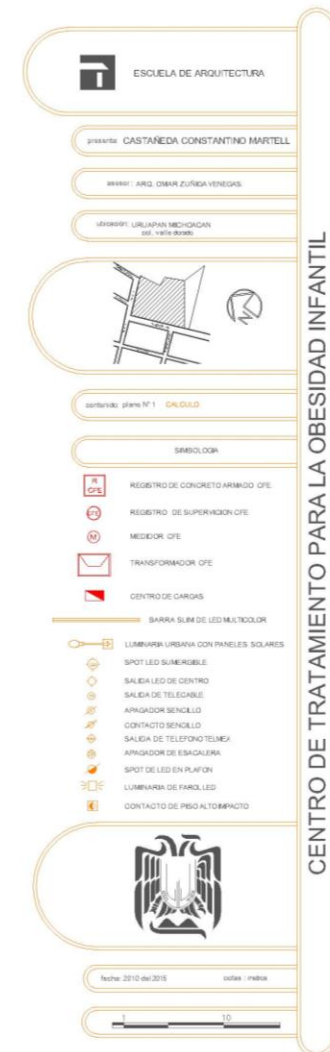 ESCUELA DE ARQUITECTURA
presenta: CASTAÑEDA CONSTANTINO MARTELL
asesor: ARQ. OMAR ZUÑIGA VENEGAS
ubicación: URUAPAN MICHOACAN
col. valle dorado
contenido: plano N° 1 CALCULO
SIMBOLOGIA
R
CFE
REGISTRO DE CONCRETO ARMADO CFE
CFE
REGISTRO DE SUPERVICION CFE
M
MEDIDOR CFE
TRANSFORMADOR CFE
CENTRO DE CARGAS
BARRA SLIM DE LED MULTICOLOR
LUMINARIA URBANA CON PANELES SOLARES
SPOT LED SUMERGIBLE
SALIDA LED DE CENTRO
SALIDA DE TELECABLE
APAGADOR SENCILLO
CONTACTO SENCILLO
SALIDA DE TELEFONO TELMEX
APAGADOR DE ESACALERA
SPOT DE LED EN PLAFON
LUMINARIA DE FAROL LED
CONTACTO DE PISO ALTO IMPACTO
fecha: 2010 del 2015 cotas: metros
1 10
CENTRO DE TRATAMIENTO PARA LA OBESIDAD INFANTIL